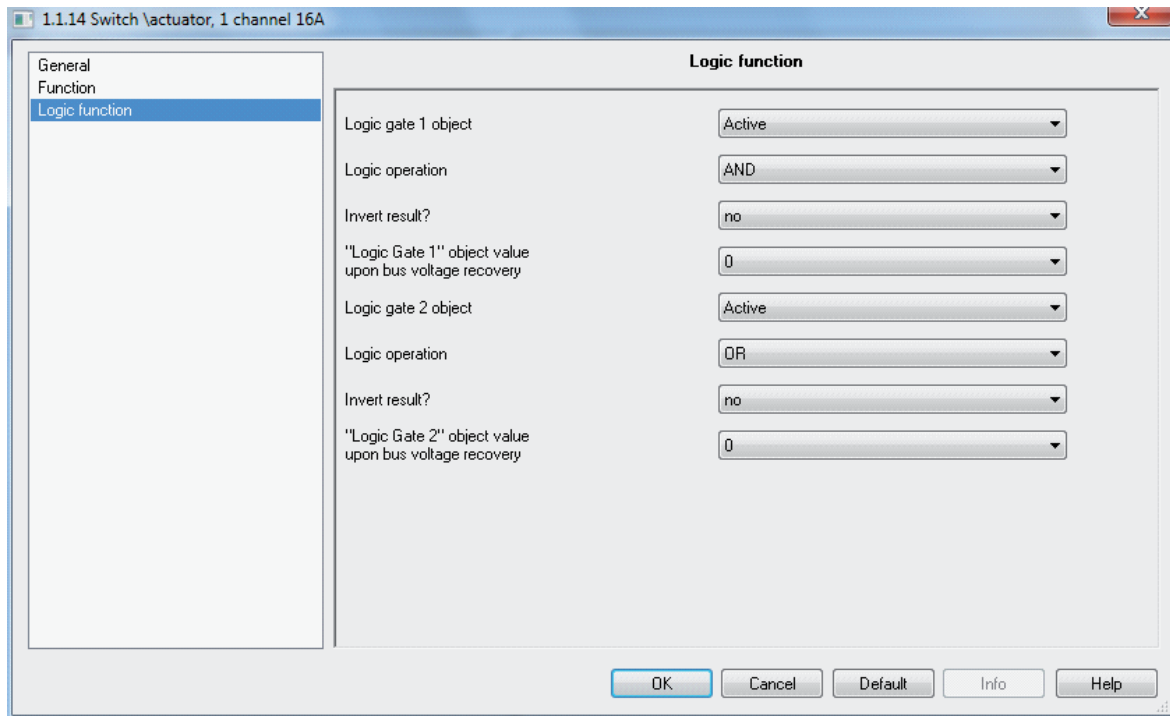 1.1.14 Switch \actuator, 1 channel 16A
X
General
Function
Logic function
Logic function
Logic gate 1 object
Active
Logic operation
AND
Invert result?
no
"Logic Gate 1" object value
upon bus voltage recovery
0
Logic gate 2 object
Active
Logic operation
OR
Invert result?
no
"Logic Gate 2" object value
upon bus voltage recovery
0
OK
Cancel
Default
Info
Help